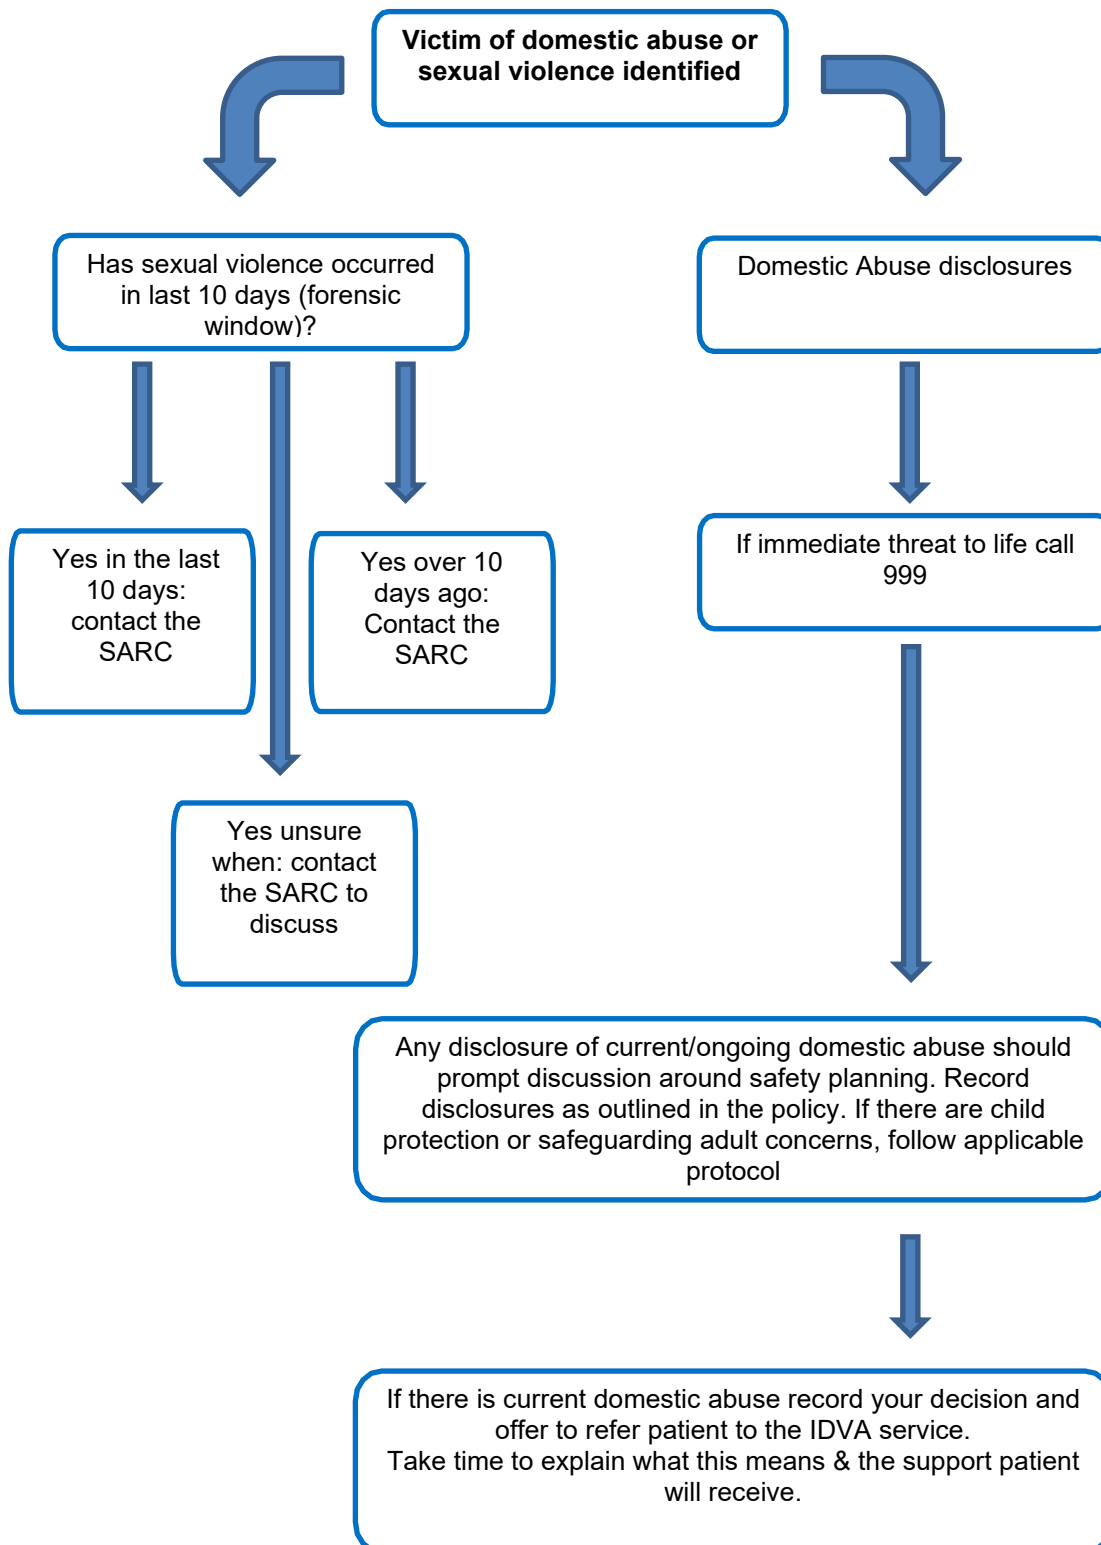 Victim of domestic abuse or
sexual violence identified
Has sexual violence occurred
in last 10 days (forensic
window)?
Domestic Abuse disclosures
Yes in the last
10 days:
contact the
SARC
Yes over 10
days ago:
Contact the
SARC
If immediate threat to life call
999
Yes unsure
when: contact
the SARC to
discuss
Any disclosure of current/ongoing domestic abuse should
prompt discussion around safety planning. Record
disclosures as outlined in the policy. If there are child
protection or safeguarding adult concerns, follow applicable
protocol
If there is current domestic abuse record your decision and
offer to refer patient to the IDVA service.
Take time to explain what this means & the support patient
will receive.